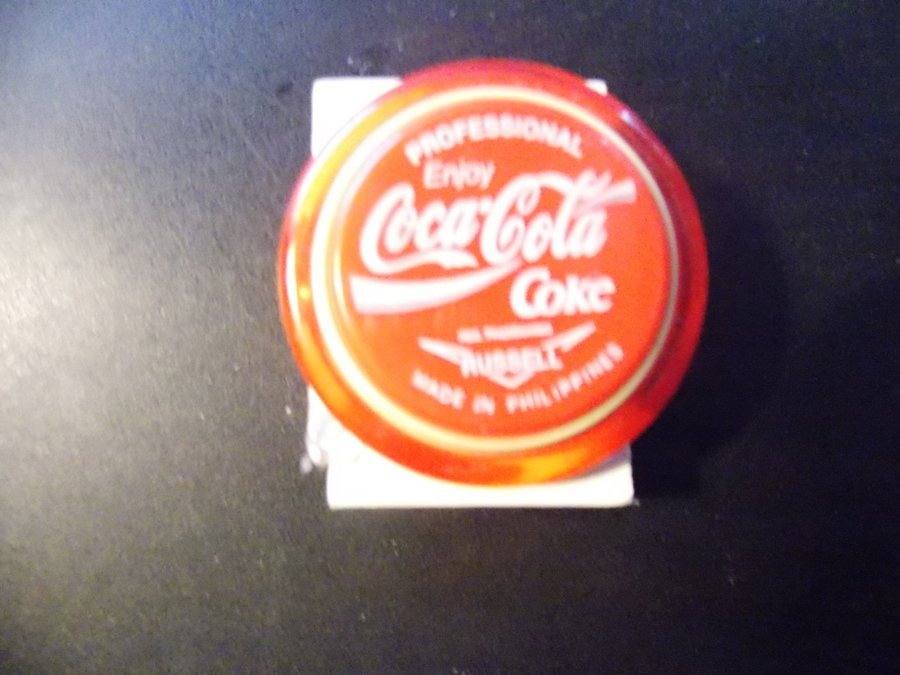 PROFESSIONAL
Enjoy
Coca-Cola
Coke
RUSSELL
MADE IN PHILIPPINES